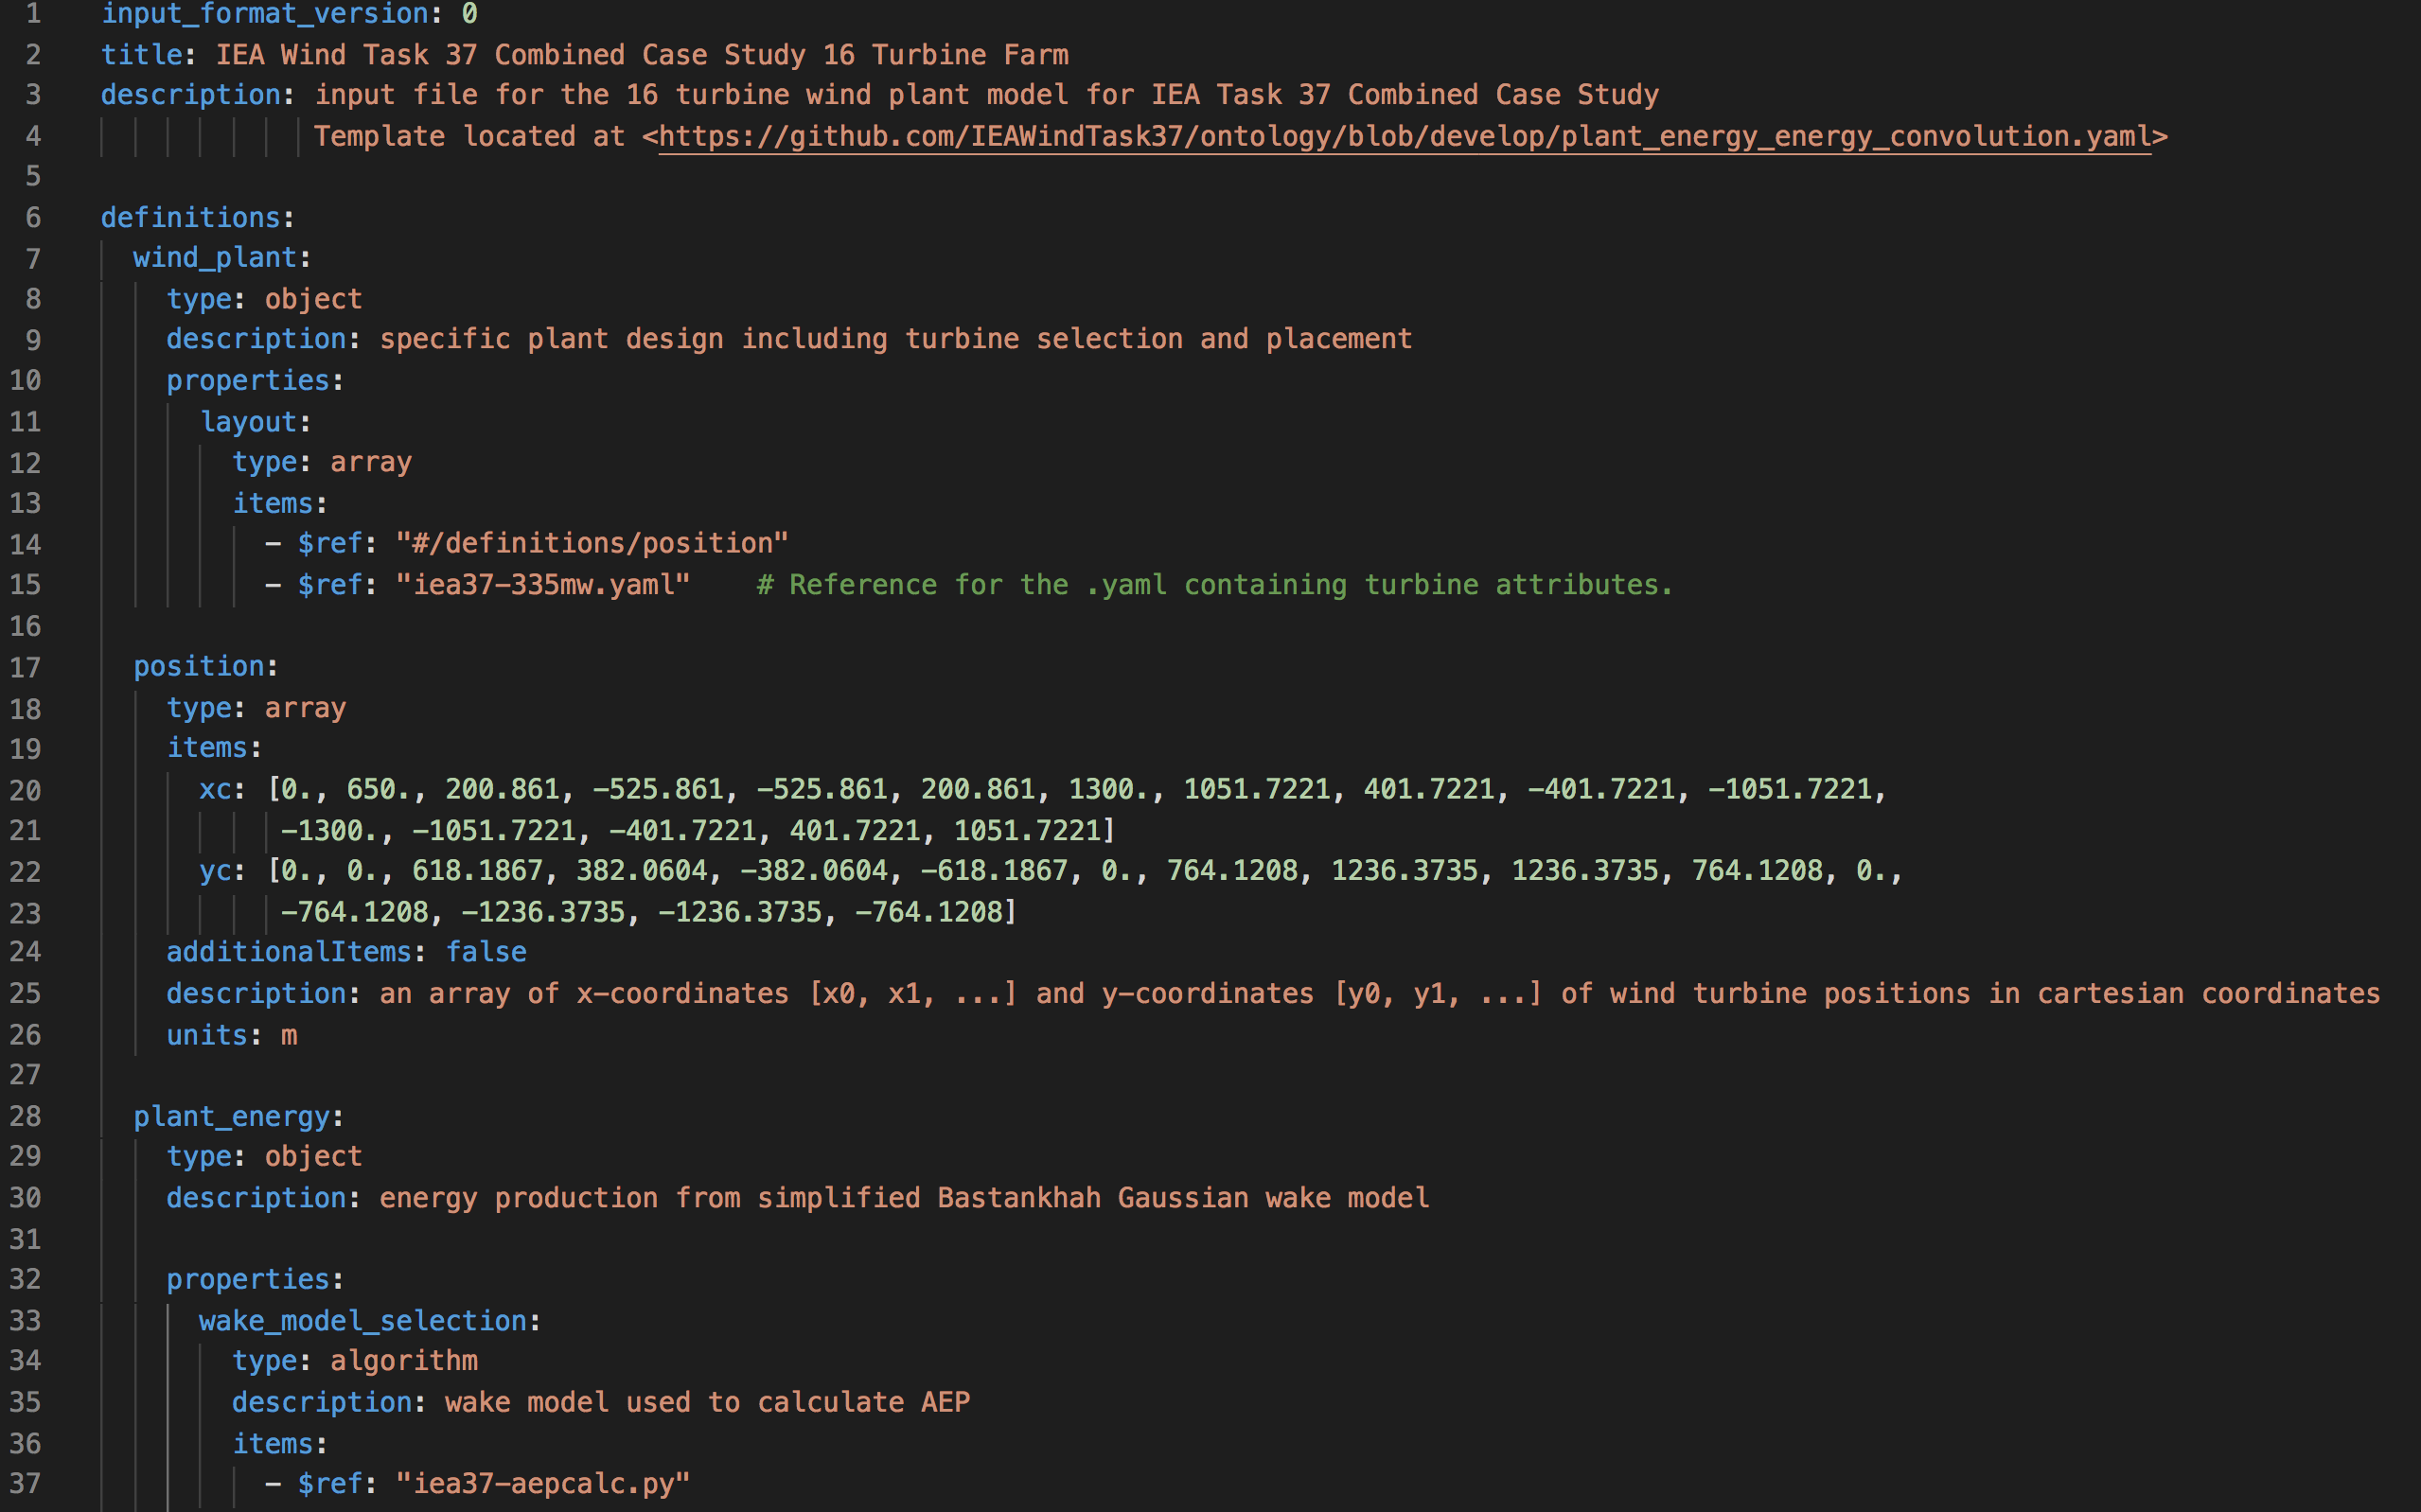 1 input_format_version: 0
2 title: IEA Wind Task 37 Combined Case Study 16 Turbine Farm
3 description: input file for the 16 turbine wind plant model for IEA Task 37 Combined Case Study
4 Template located at <https://github.com/IEAWindTask37/ontology/blob/develop/plant_energy_energy_convolution.yaml>
5
6 definitions:
7 wind_plant:
8 type: object
9 description: specific plant design including turbine selection and placement
10 properties:
11 layout:
12 type: array
13 items:
14 - $ref: "#/definitions/position"
15 - $ref: "iea37-335mw.yaml" # Reference for the .yaml containing turbine attributes.
16
17 position:
18 type: array
19 items:
20 xc: [0., 650., 200.861, -525.861, -525.861, 200.861, 1300., 1051.7221, 401.7221, -401.7221, -1051.7221,
21 -1300., -1051.7221, -401.7221, 401.7221, 1051.7221]
22 yc: [0., 0., 618.1867, 382.0604, -382.0604, -618.1867, 0., 764.1208, 1236.3735, 1236.3735, 764.1208, 0.,
23 -764.1208, -1236.3735, -1236.3735, -764.1208]
24 additionalItems: false
25 description: an array of x-coordinates [x0, x1, ...] and y-coordinates [y0, y1, ...] of wind turbine positions in cartesian coordinates
26 units: m
27
28 plant_energy:
29 type: object
30 description: energy production from simplified Bastankhah Gaussian wake model
31
32 properties:
33 wake_model_selection:
34 type: algorithm
35 description: wake model used to calculate AEP
36 items:
37 - $ref: "iea37-aepcalc.py"